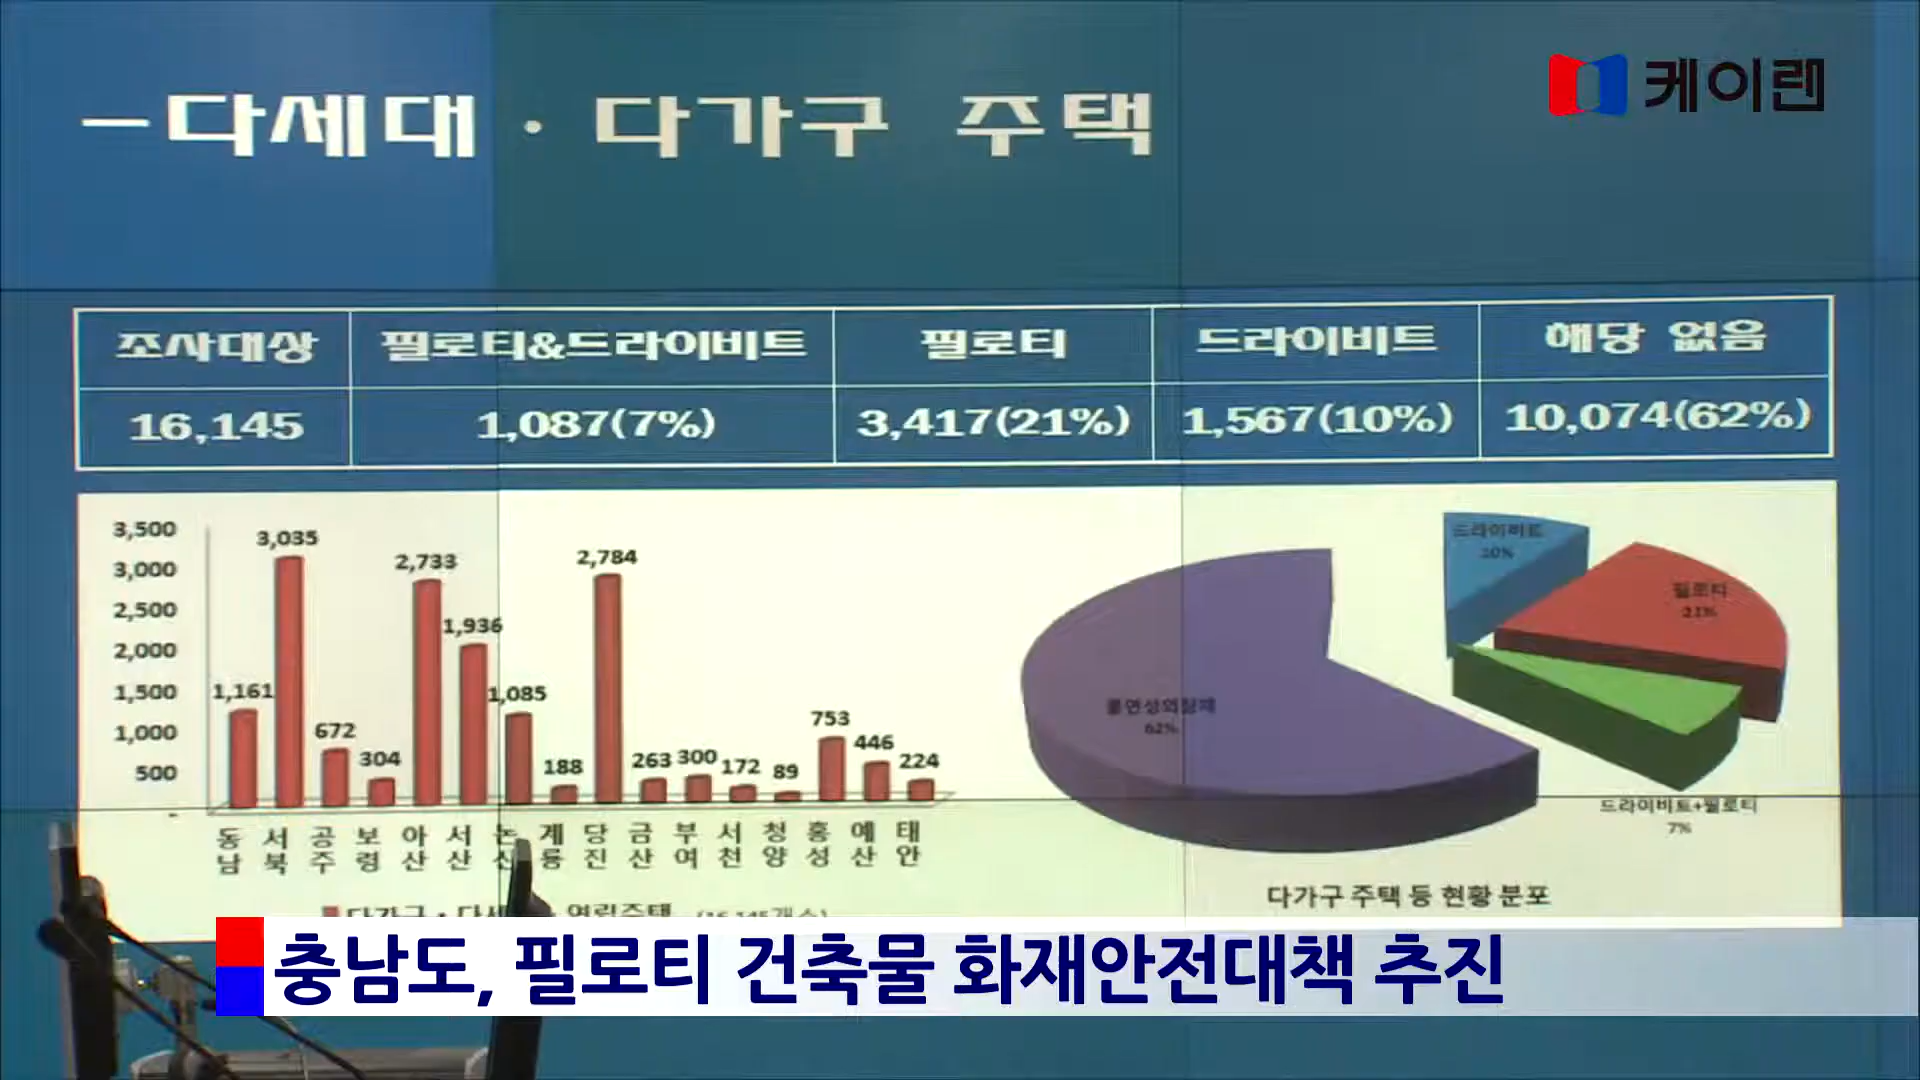 케이렌
-다세대·다가구 주택
조사대상 필로티&드라이비트 필로티 드라이비트 해당 없음
16,145 1,087(7%) 3,417(21%) 1,567(10%) 10,074(62%)
3,500
3,000
2,500
2,000
1,500
1,000
500
-
1,161 3,035 672 304 2,733 1,936 1,085 188 2,784 263 300 172 89 753 446 224
동남 서북 공주 보령 아산 서산 논산 계룡 당진 금산 부여 서천 청양 홍성 예산 태안
드라이비트
10%
필로티
21%
불연성외장재
62%
드라이비트+필로티
7%
다가구 주택 등 현황 분포
충남도, 필로티 건축물 화재안전대책 추진